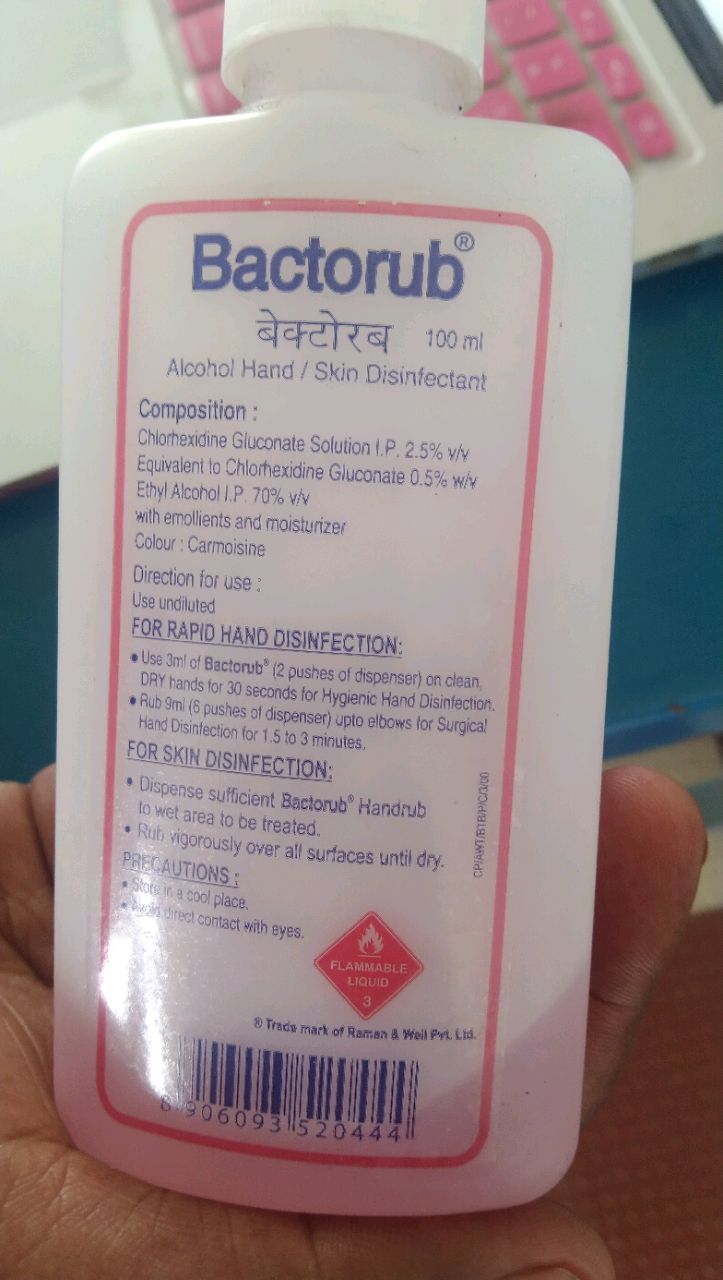 Bactorub®
बेक्टोरब 100 ml
Alcohol Hand / Skin Disinfectant
Composition :
Chlorhexidine Gluconate Solution I.P. 2.5% v/v
Equivalent to Chlorhexidine Gluconate 0.5% w/v
Ethyl Alcohol I.P. 70% v/v
with emollients and moisturizer
Colour : Carmoisine
Direction for use :
Use undiluted
FOR RAPID HAND DISINFECTION:
• Use 3ml of Bactorub® (2 pushes of dispenser) on clean,
DRY hands for 30 seconds for Hygienic Hand Disinfection.
• Rub 9ml (6 pushes of dispenser) upto elbows for Surgical
Hand Disinfection for 1.5 to 3 minutes.
FOR SKIN DISINFECTION:
• Dispense sufficient Bactorub® Handrub
to wet area to be treated.
• Rub vigorously over all surfaces until dry.
PRECAUTIONS :
• Store in a cool place.
• Avoid direct contact with eyes.
FLAMMABLE
LIQUID
3
® Trade mark of Raman & Weil Pvt. Ltd.
8 906093 520444